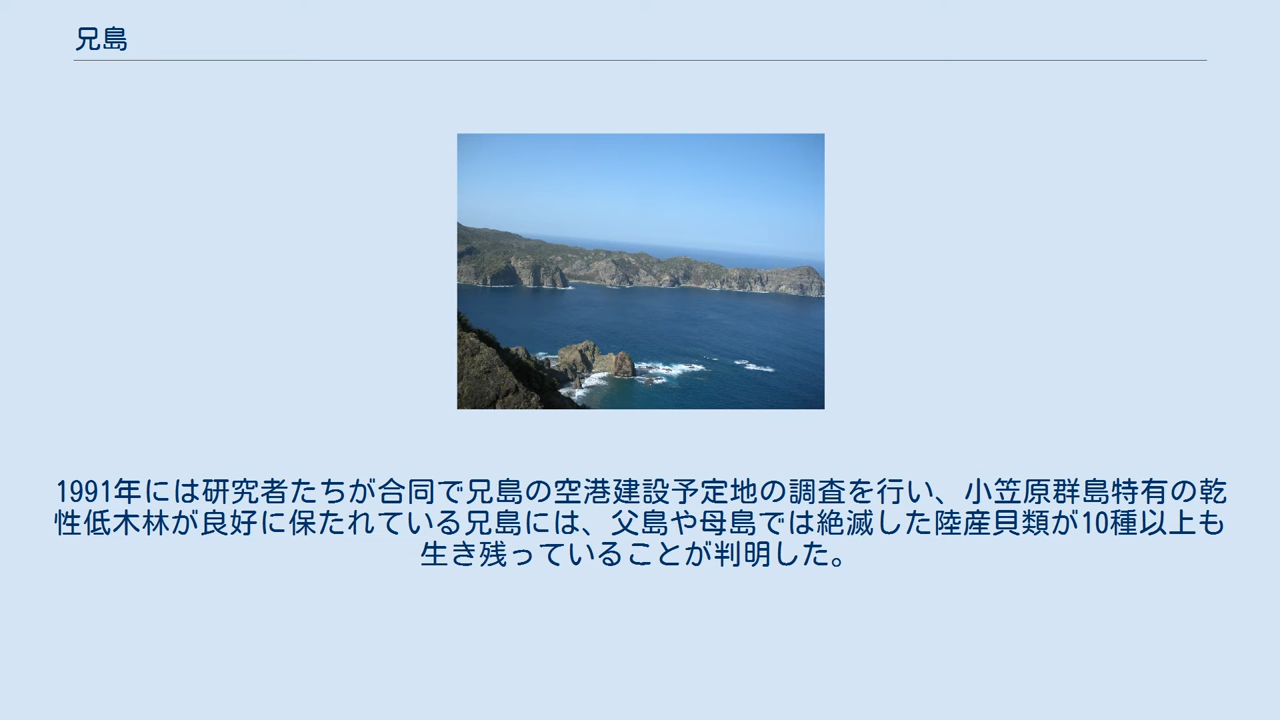 兄島
1991年には研究者たちが合同で兄島の空港建設予定地の調査を行い、小笠原群島特有の乾
性低木林が良好に保たれている兄島には、父島や母島では絶滅した陸産貝類が10種以上も
生き残っていることが判明した。